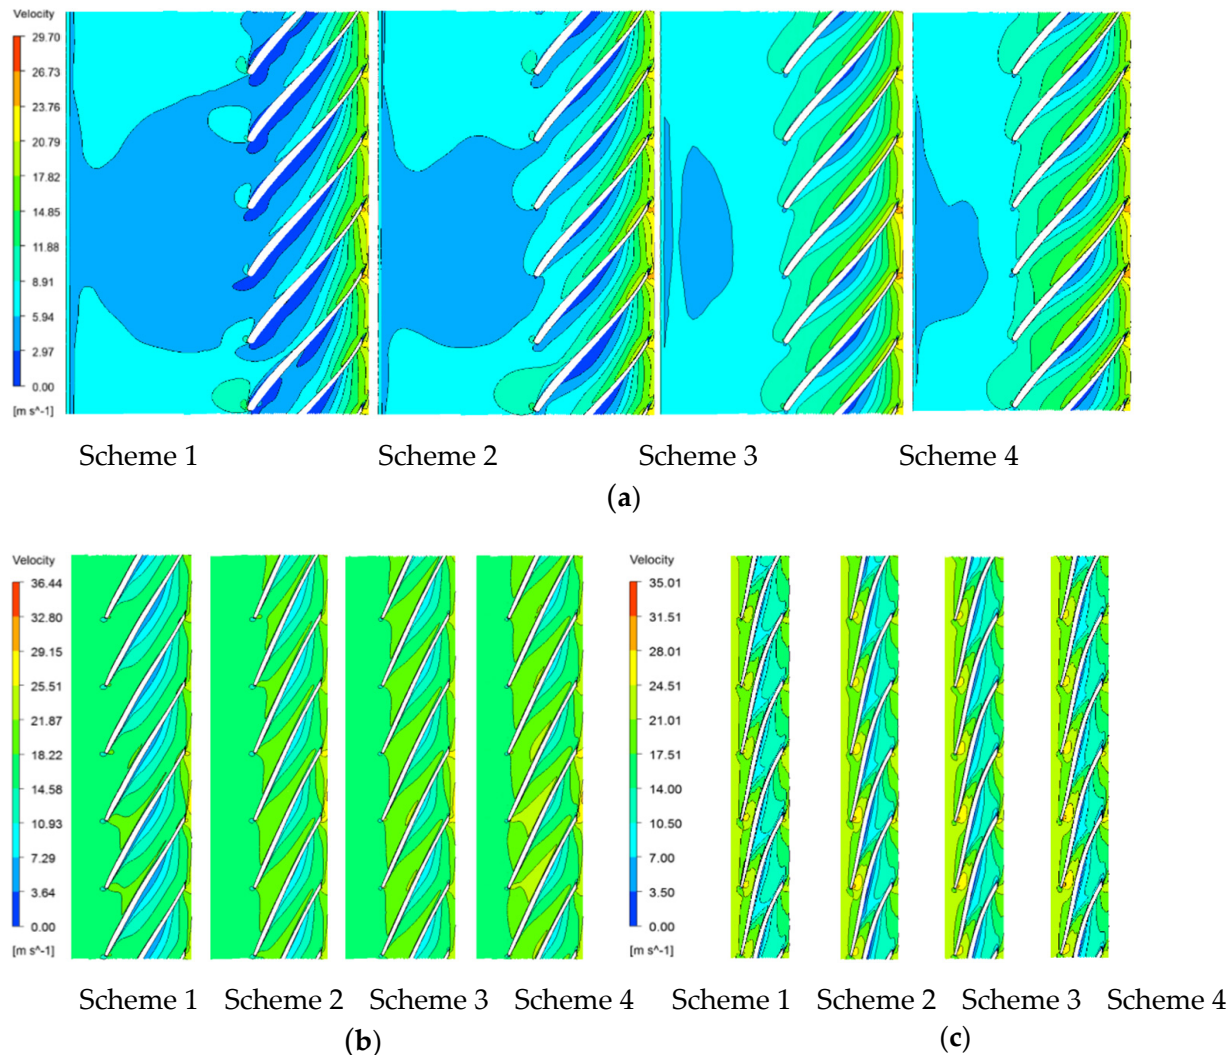 Velocity
29.70
26.73
23.76
20.79
17.82
14.85
11.88
8.91
5.94
2.97
0.00
[m s^-1]
Scheme 1 Scheme 2 Scheme 3 Scheme 4
(a)
Velocity
36.44
32.80
29.15
25.51
21.87
18.22
14.58
10.93
7.29
3.64
0.00
[m s^-1]
Scheme 1 Scheme 2 Scheme 3 Scheme 4
(b)
Velocity
35.01
31.51
28.01
24.51
21.01
17.51
14.00
10.50
7.00
3.50
0.00
[m s^-1]
Scheme 1 Scheme 2 Scheme 3 Scheme 4
(c)